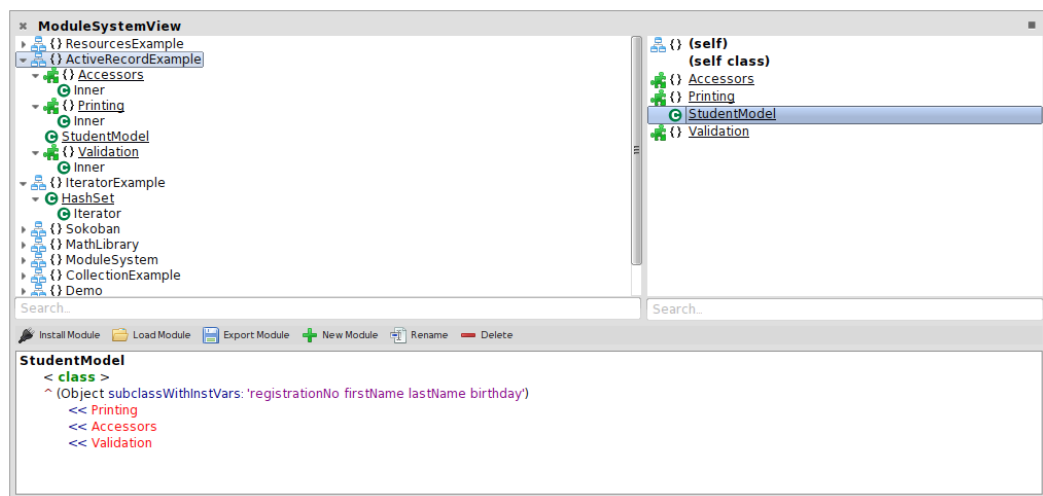 ModuleSystemView
{} ResourcesExample
{} ActiveRecordExample
{} Accessors
Inner
{} Printing
Inner
StudentModel
{} Validation
Inner
{} IteratorExample
HashSet
Iterator
{} Sokoban
{} MathLibrary
{} ModuleSystem
{} CollectionExample
{} Demo
Search..
{} (self)
(self class)
{} Accessors
{} Printing
StudentModel
{} Validation
Search..
Install Module Load Module Export Module New Module Rename Delete
StudentModel
< class >
^ (Object subclassWithInstVars: 'registrationNo firstName lastName birthday')
<< Printing
<< Accessors
<< Validation